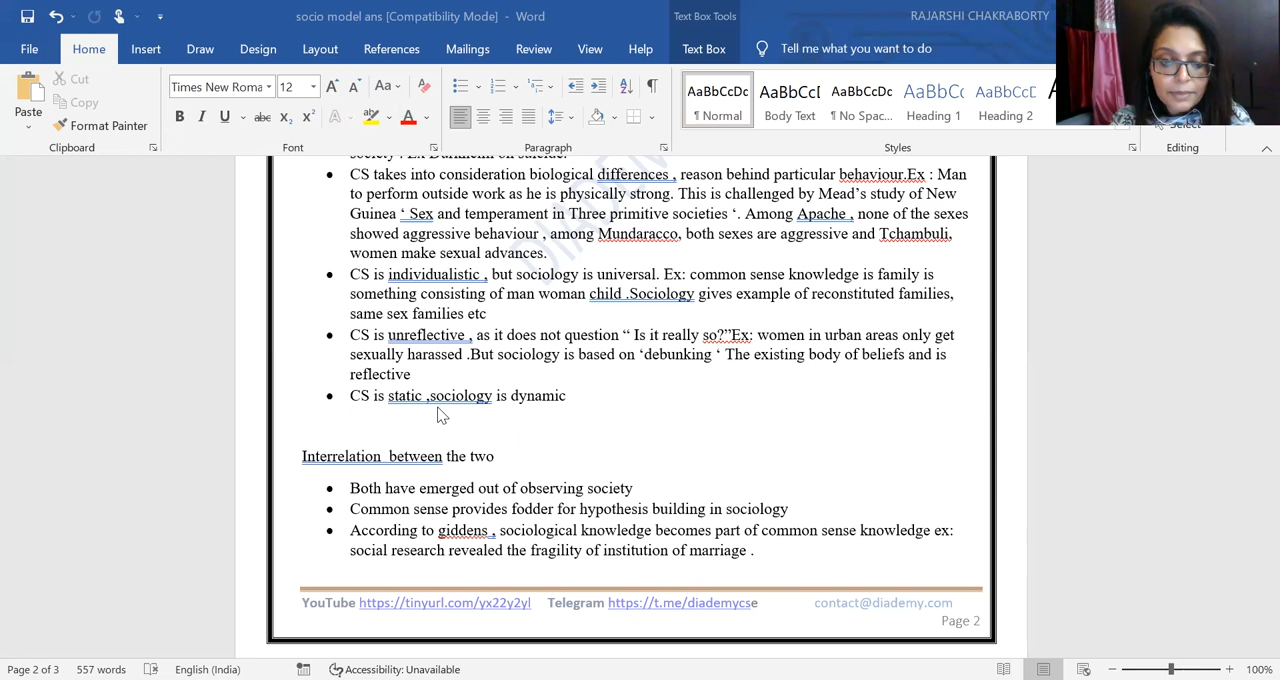 socio model ans [Compatibility Mode] - Word
Text Box Tools
RAJARSHI CHAKRABORTY
File Home Insert Draw Design Layout References Mailings Review View Help Text Box Tell me what you want to do
Paste
Cut
Copy
Format Painter
Clipboard
Times New Roma 12
Font
Paragraph
AaBbCcDc AaBbCcI AaBbCcDc AaBbCc AaBbCcDc
¶ Normal Body Text ¶ No Spac... Heading 1 Heading 2
Styles
Select
Editing
society . Ex Durkheim on suicide.
• CS takes into consideration biological differences , reason behind particular behaviour.Ex : Man
to perform outside work as he is physically strong. This is challenged by Mead’s study of New
Guinea ‘ Sex and temperament in Three primitive societies ‘. Among Apache , none of the sexes
showed aggressive behaviour , among Mundaracco, both sexes are aggressive and Tchambuli,
women make sexual advances.
• CS is individualistic , but sociology is universal. Ex: common sense knowledge is family is
something consisting of man woman child .Sociology gives example of reconstituted families,
same sex families etc
• CS is unreflective , as it does not question “ Is it really so?”Ex: women in urban areas only get
sexually harassed .But sociology is based on ‘debunking ‘ The existing body of beliefs and is
reflective
• CS is static ,sociology is dynamic
Interrelation between the two
• Both have emerged out of observing society
• Common sense provides fodder for hypothesis building in sociology
• According to giddens , sociological knowledge becomes part of common sense knowledge ex:
social research revealed the fragility of institution of marriage .
YouTube https://tinyurl.com/yx22y2yl Telegram https://t.me/diademycse contact@diademy.com
Page 2
Page 2 of 3 557 words English (India) Accessibility: Unavailable 100%